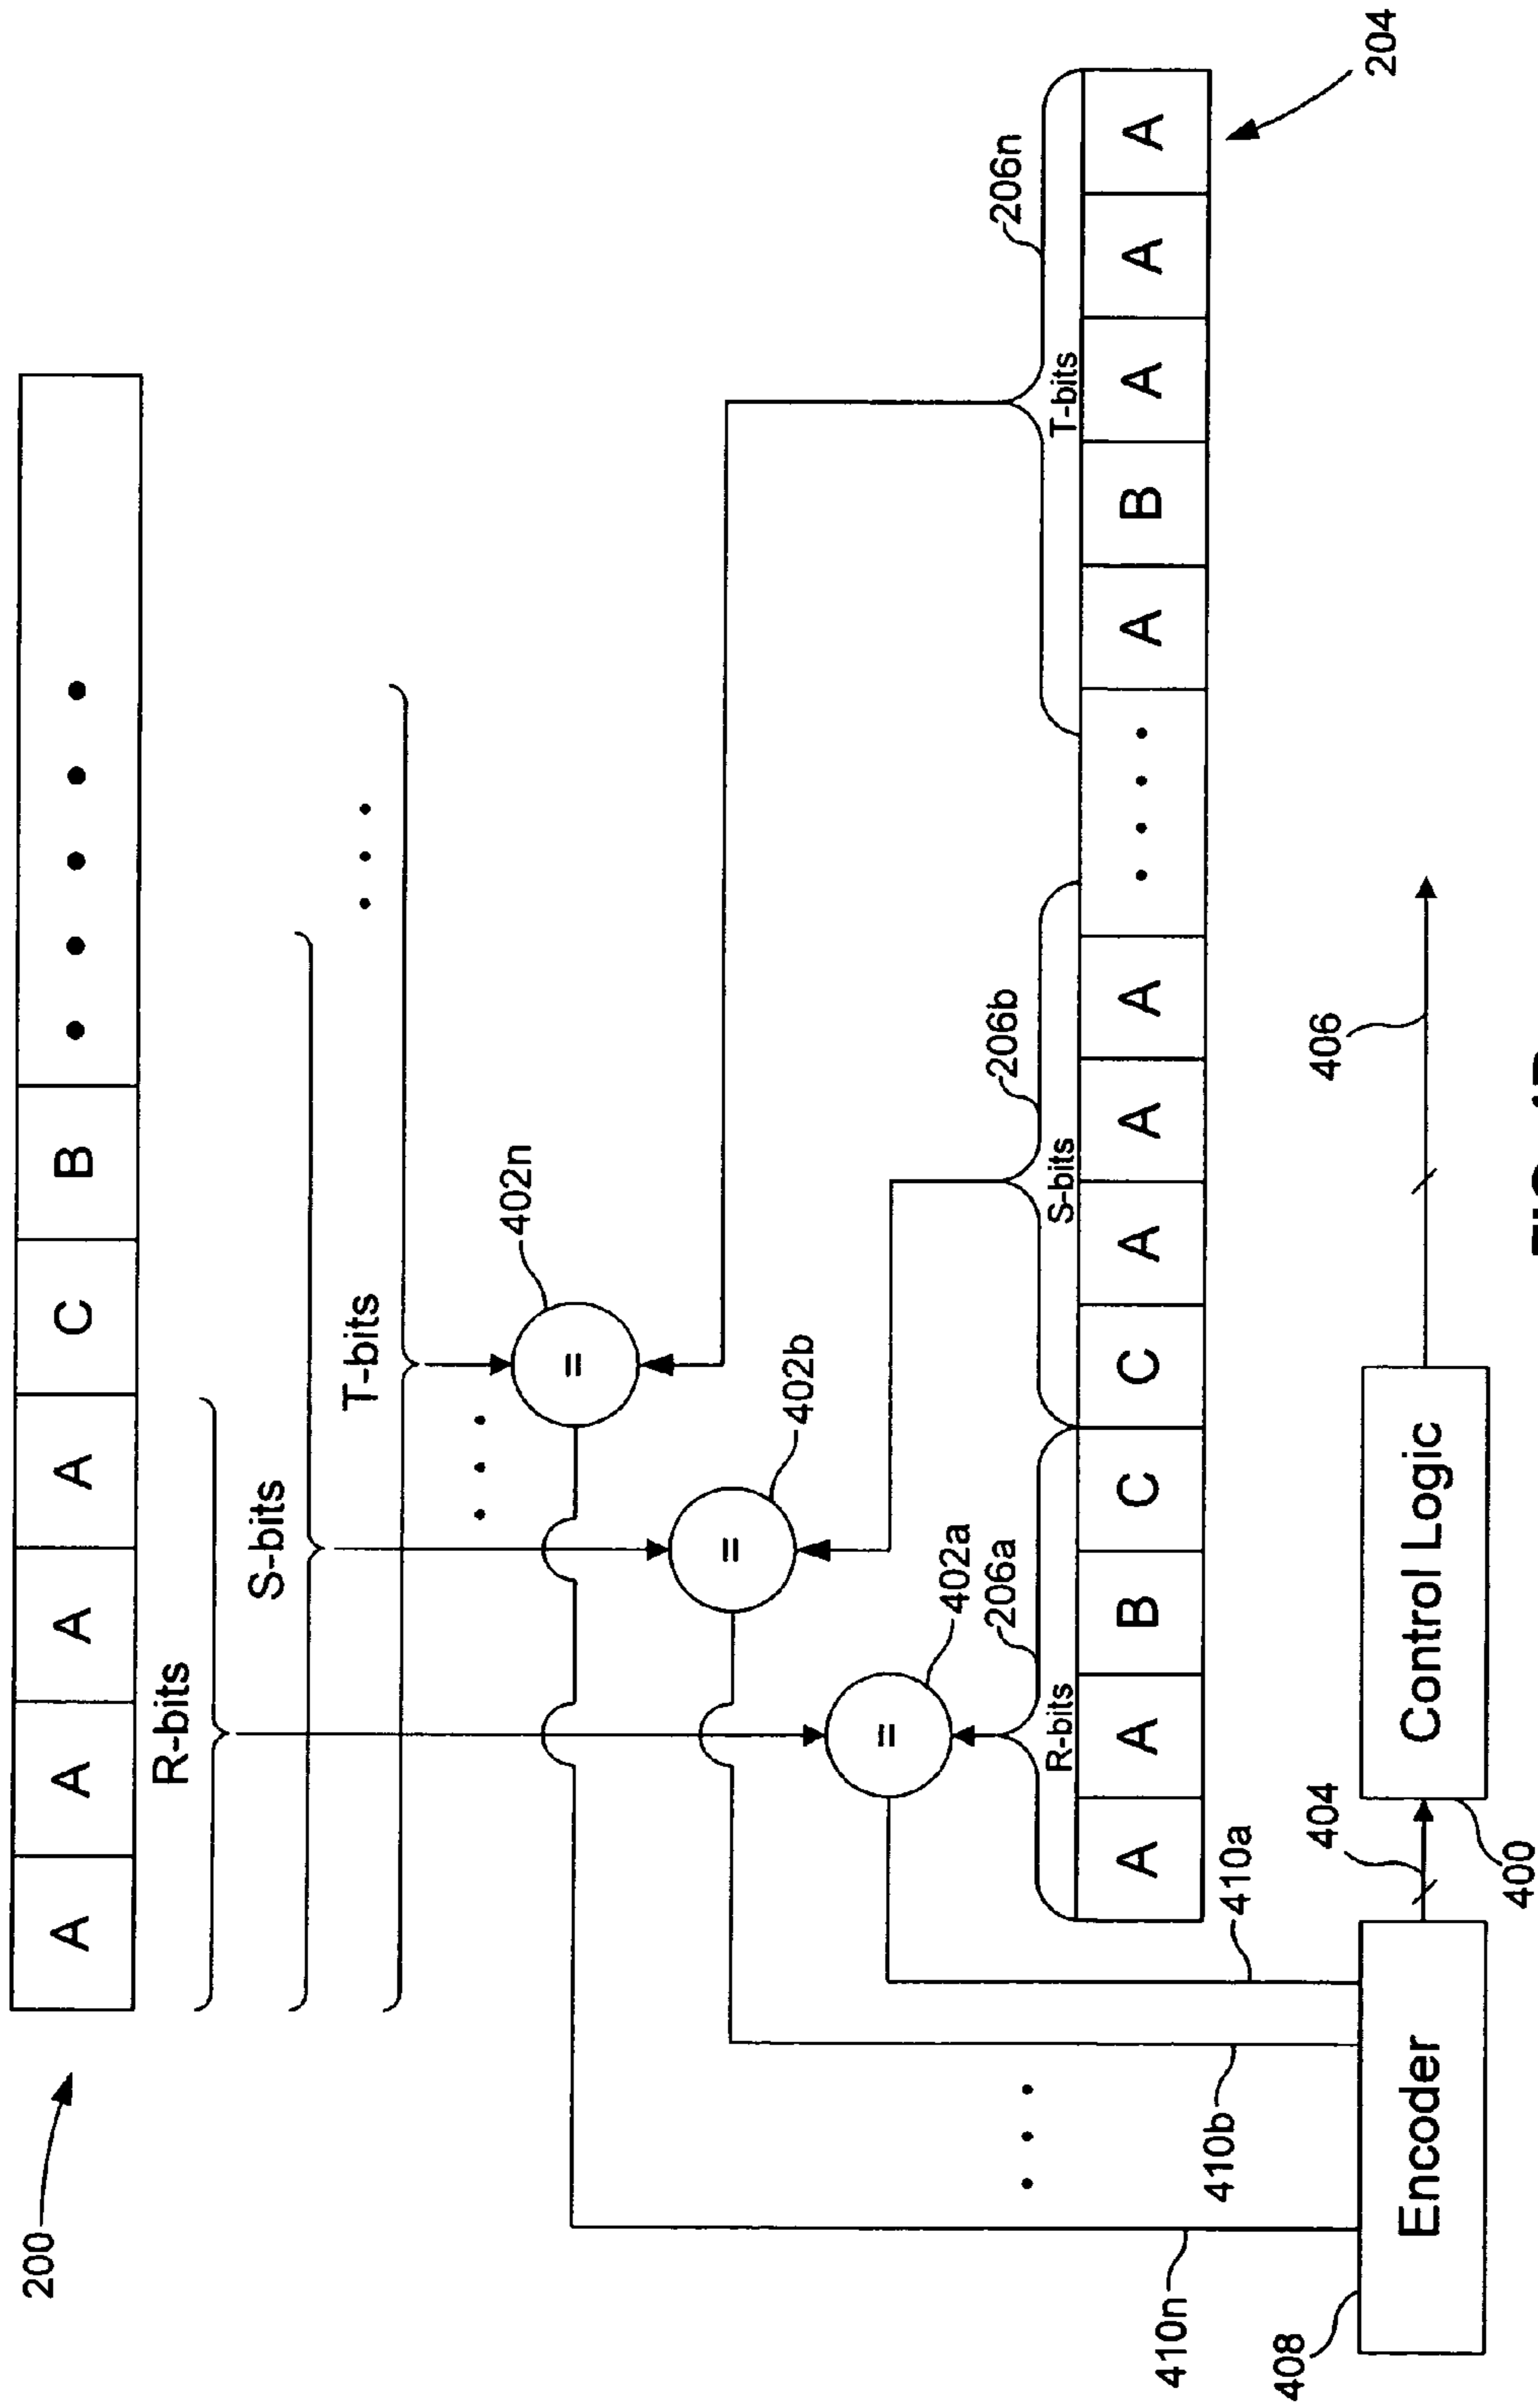 200
A A A A C B • • • • •
R-bits
S-bits
T-bits
• • •
402n
=
• • •
402b
=
402a
=
206a
206b
206n
R-bits
S-bits
T-bits
A A B C C A A A • • • • A B A A A
204
410n
410b
410a
• • •
408
Encoder
404
400
Control Logic
406